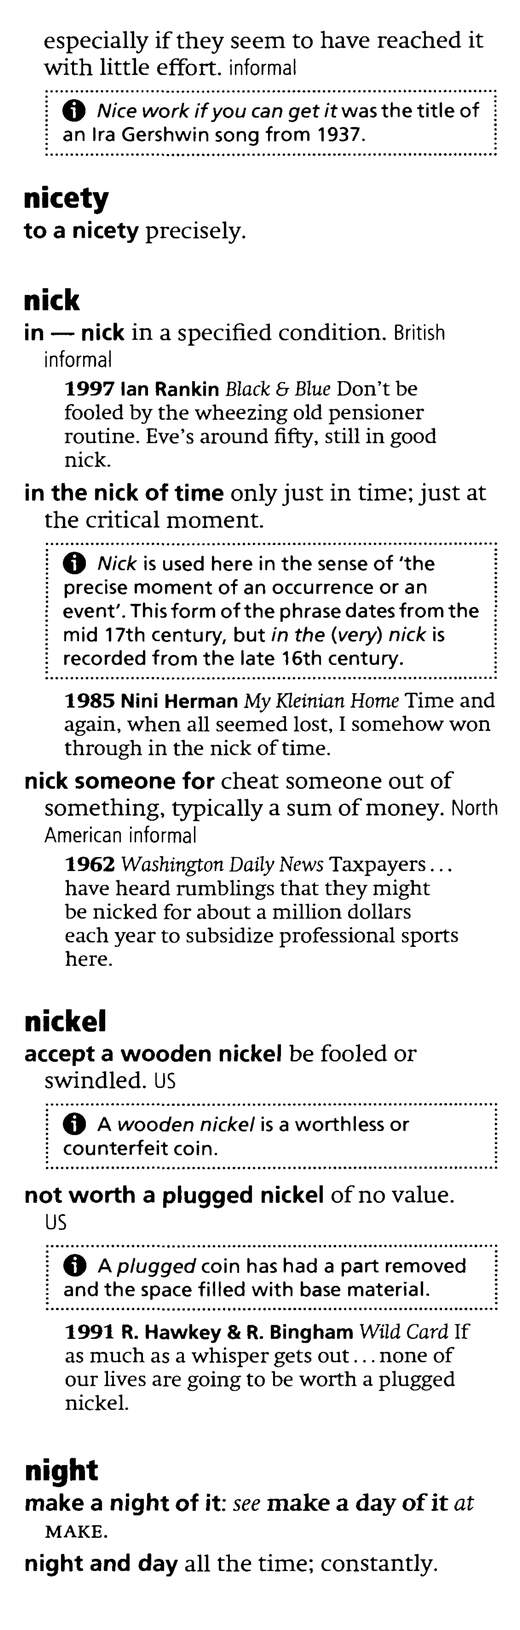 especially if they seem to have reached it
with little effort. informal
Nice work if you can get it was the title of
an Ira Gershwin song from 1937.
nicety
to a nicety precisely.
nick
in — nick in a specified condition. British
informal
1997 Ian Rankin Black & Blue Don't be
fooled by the wheezing old pensioner
routine. Eve's around fifty, still in good
nick.
in the nick of time only just in time; just at
the critical moment.
Nick is used here in the sense of 'the
precise moment of an occurrence or an
event'. This form of the phrase dates from the
mid 17th century, but in the (very) nick is
recorded from the late 16th century.
1985 Nini Herman My Kleinian Home Time and
again, when all seemed lost, I somehow won
through in the nick of time.
nick someone for cheat someone out of
something, typically a sum of money. North
American informal
1962 Washington Daily News Taxpayers...
have heard rumblings that they might
be nicked for about a million dollars
each year to subsidize professional sports
here.
nickel
accept a wooden nickel be fooled or
swindled. US
A wooden nickel is a worthless or
counterfeit coin.
not worth a plugged nickel of no value.
US
A plugged coin has had a part removed
and the space filled with base material.
1991 R. Hawkey & R. Bingham Wild Card If
as much as a whisper gets out...none of
our lives are going to be worth a plugged
nickel.
night
make a night of it: see make a day of it at
MAKE.
night and day all the time; constantly.